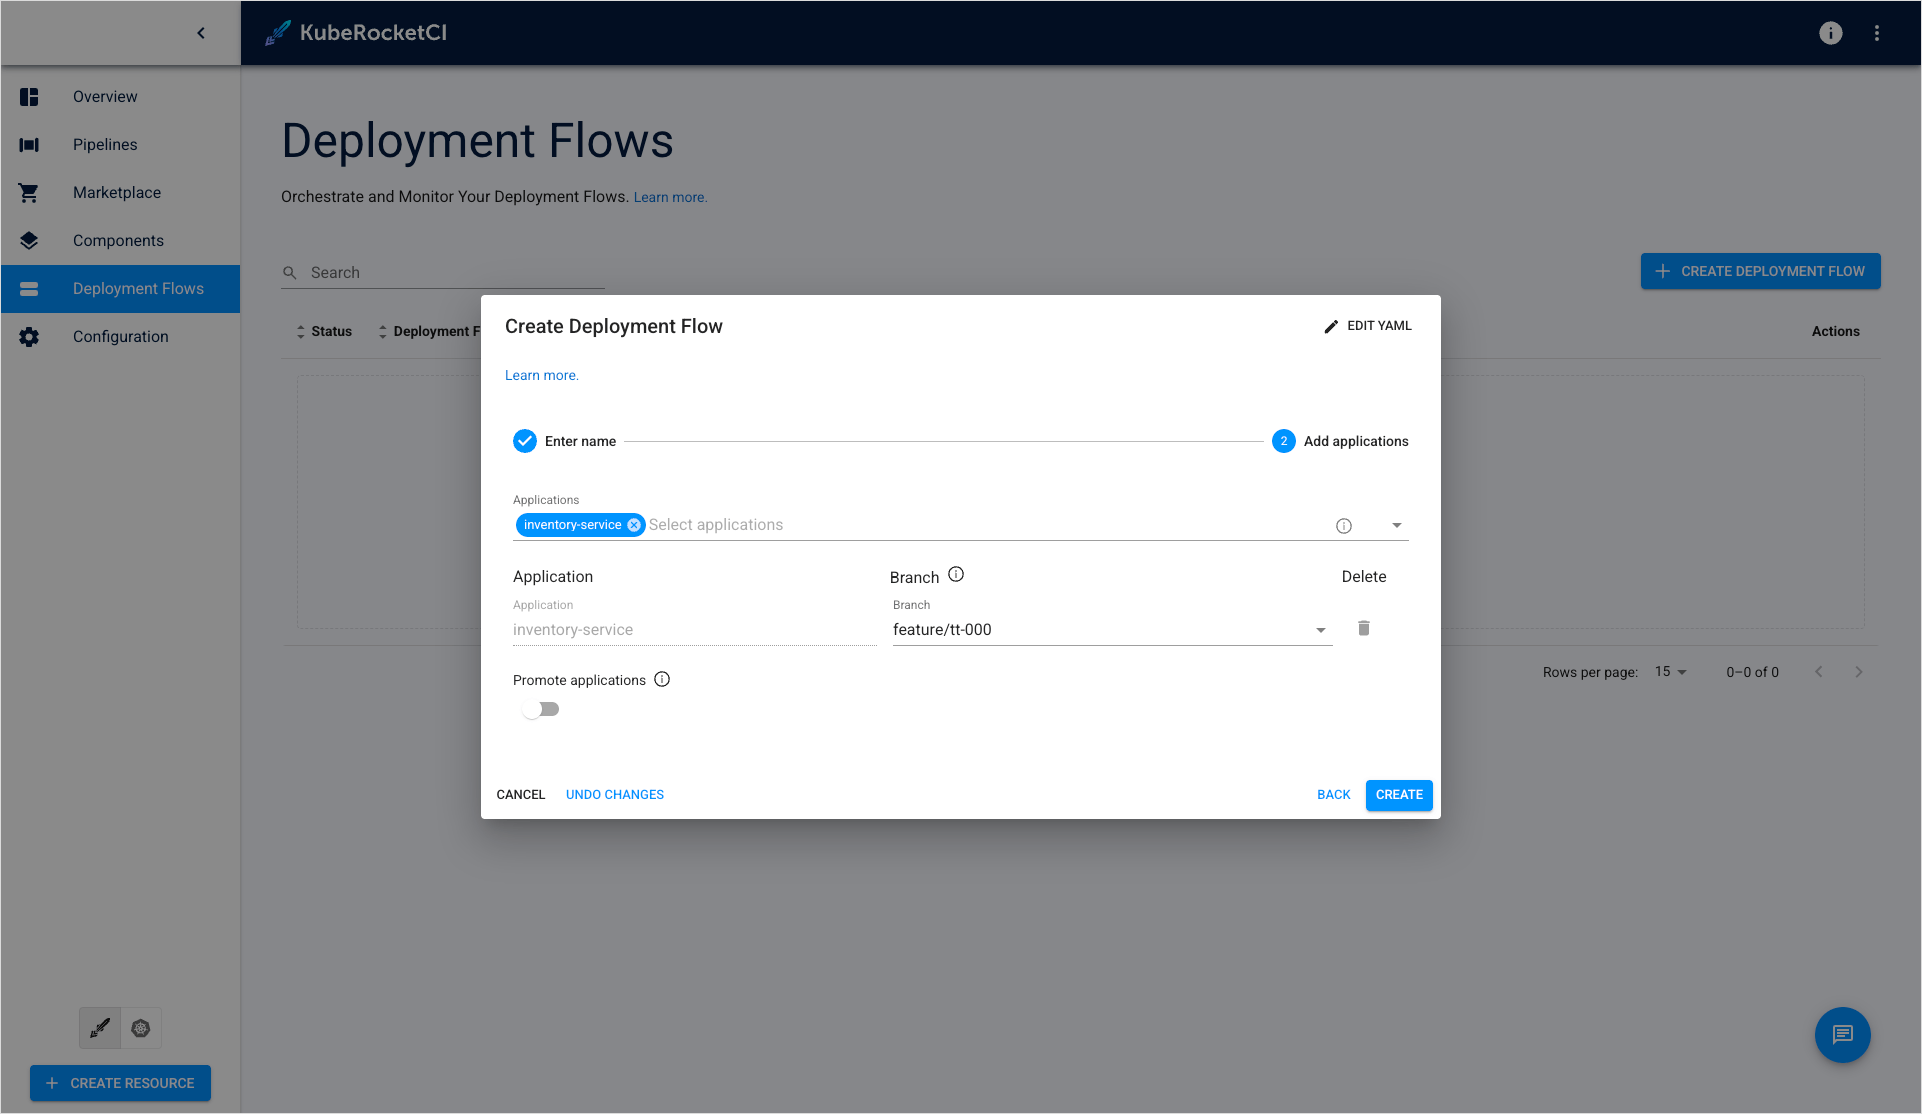 KubeRocketCI
Overview
Pipelines
Marketplace
Components
Deployment Flows
Configuration
CREATE RESOURCE
Deployment Flows
Orchestrate and Monitor Your Deployment Flows. Learn more.
Search
CREATE DEPLOYMENT FLOW
Status Deployment F Actions
Create Deployment Flow
EDIT YAML
Learn more.
Enter name
2 Add applications
Applications
inventory-service Select applications
Application Branch Delete
Application Branch
inventory-service feature/tt-000
Promote applications
CANCEL UNDO CHANGES BACK CREATE
Rows per page: 15 0–0 of 0